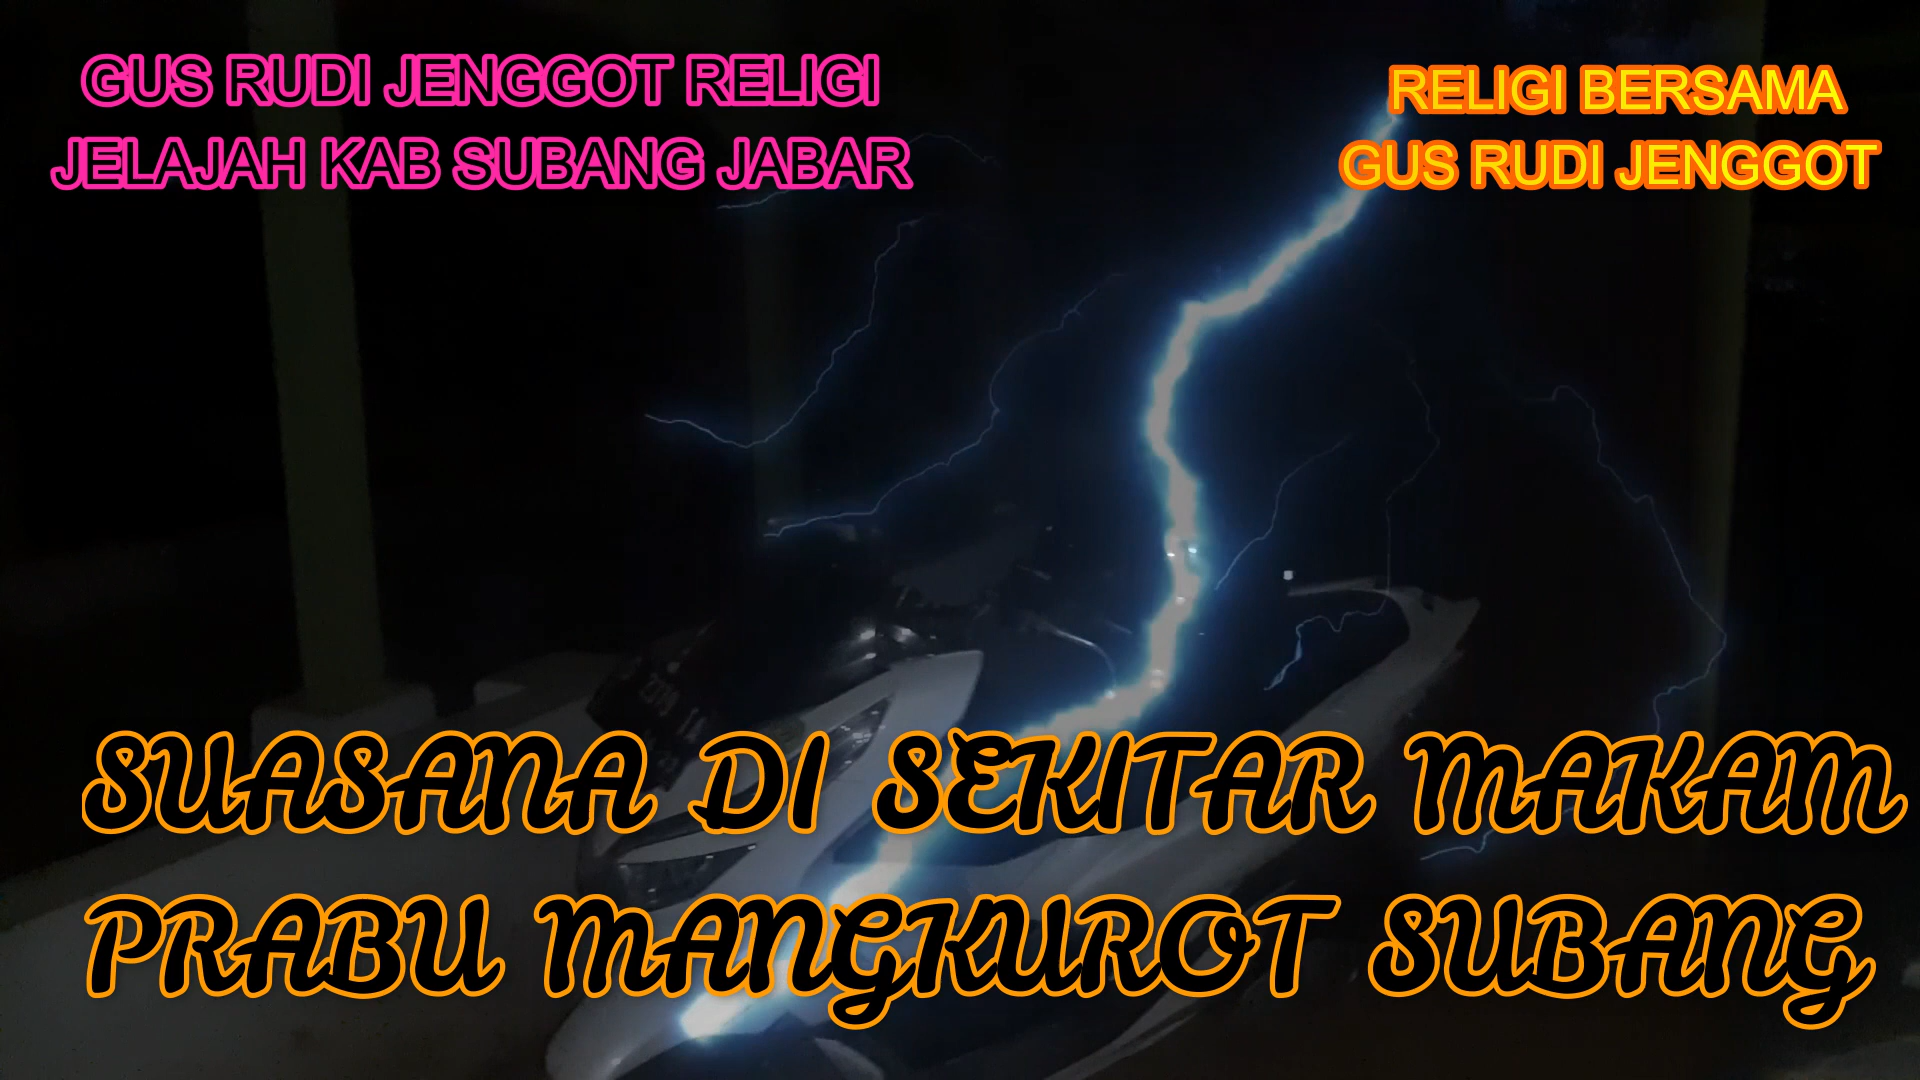 GUS RUDI JENGGOT RELIGI
JELAJAH KAB SUBANG JABAR
RELIGI BERSAMA
GUS RUDI JENGGOT
SUASANA DI SEKITAR MAKAM
PRABU MANGKUROT SUBANG